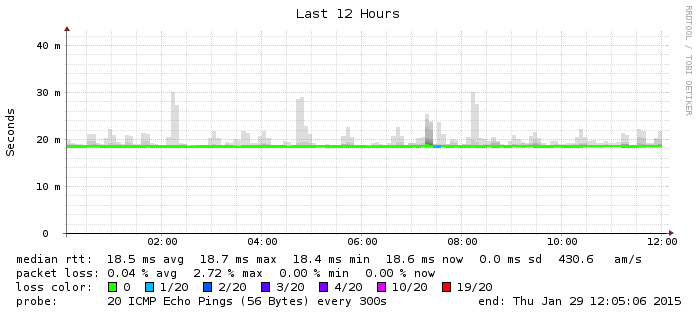 Last 12 Hours
RRDTOOL / TOBI OETIKER
Seconds
40 m
30 m
20 m
10 m
0
02:00 04:00 06:00 08:00 10:00 12:00
median rtt: 18.5 ms avg 18.7 ms max 18.4 ms min 18.6 ms now 0.0 ms sd 430.6 am/s
packet loss: 0.04 % avg 2.72 % max 0.00 % min 0.00 % now
loss color: 0 1/20 2/20 3/20 4/20 10/20 19/20
probe: 20 ICMP Echo Pings (56 Bytes) every 300s end: Thu Jan 29 12:05:06 2015